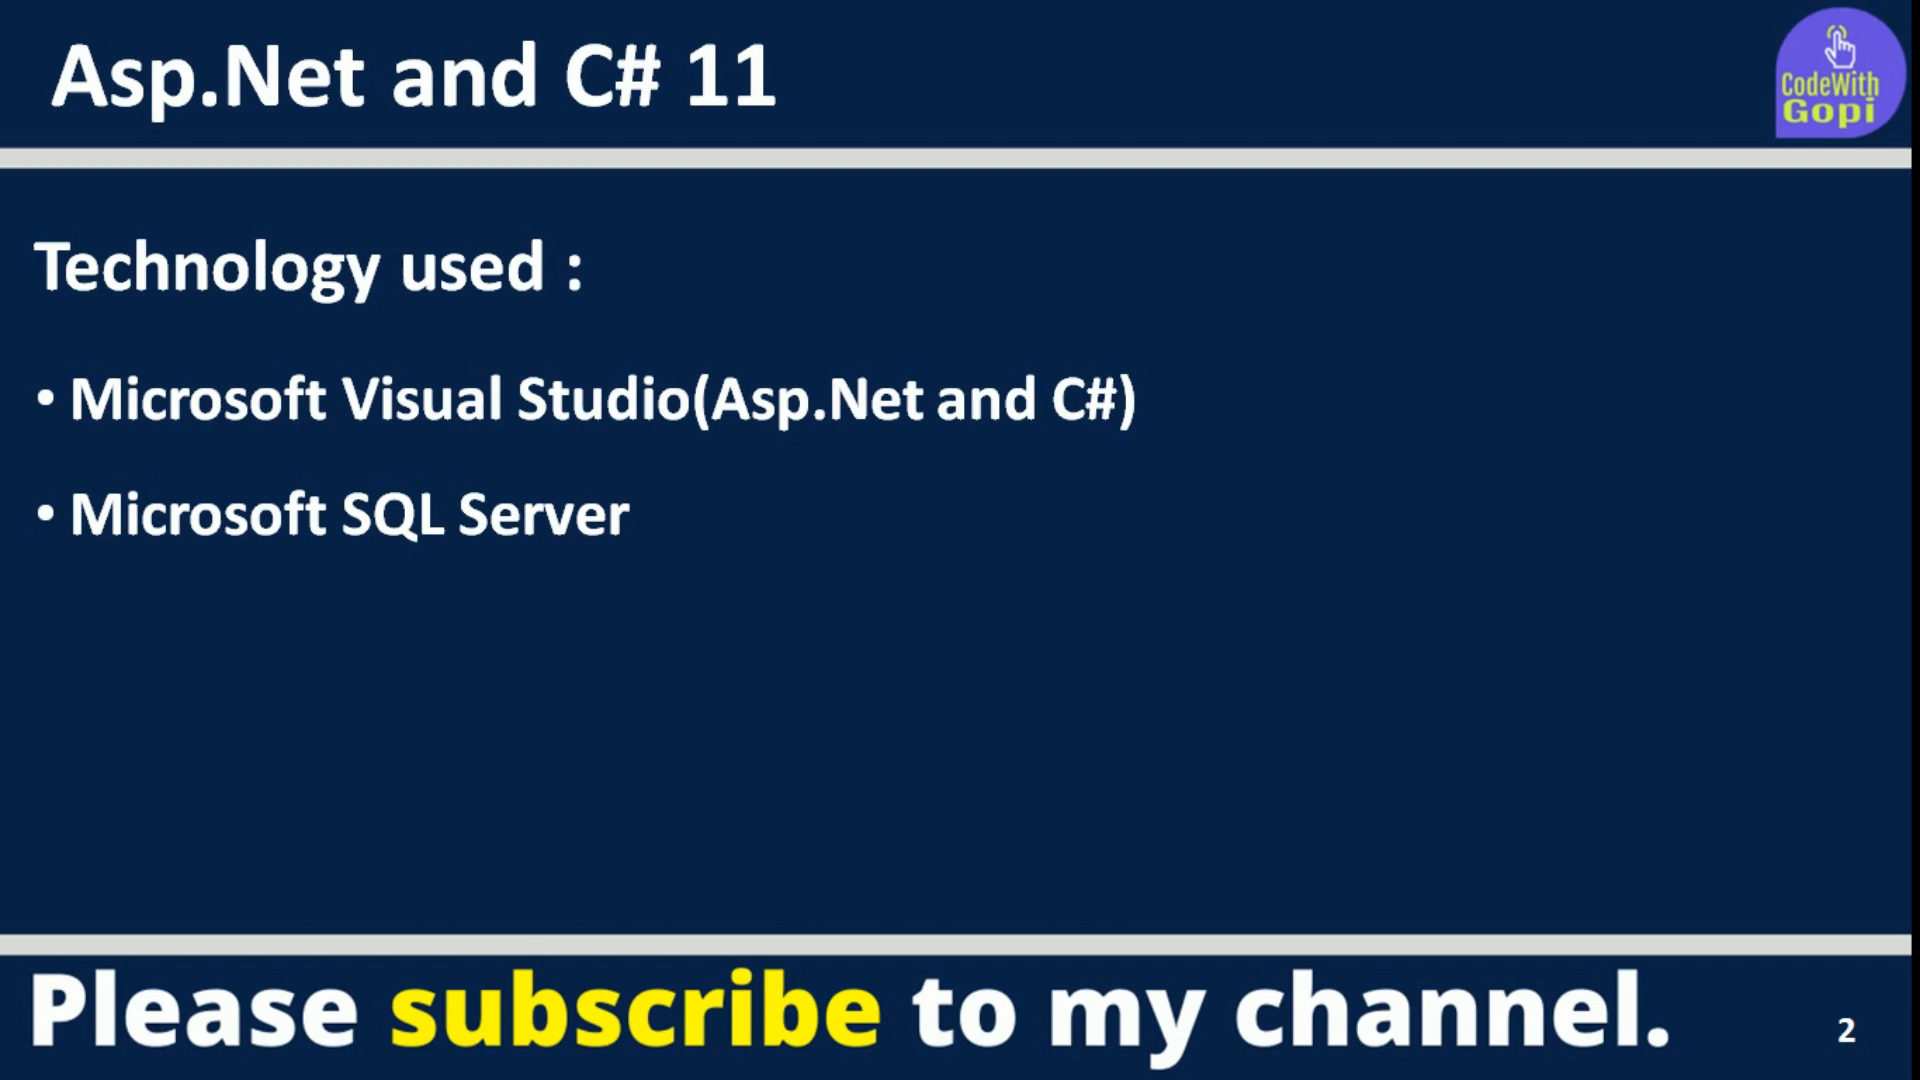 Asp.Net and C# 11
CodeWith
Gopi
Technology used :
• Microsoft Visual Studio(Asp.Net and C#)
• Microsoft SQL Server
Please subscribe to my channel.
2